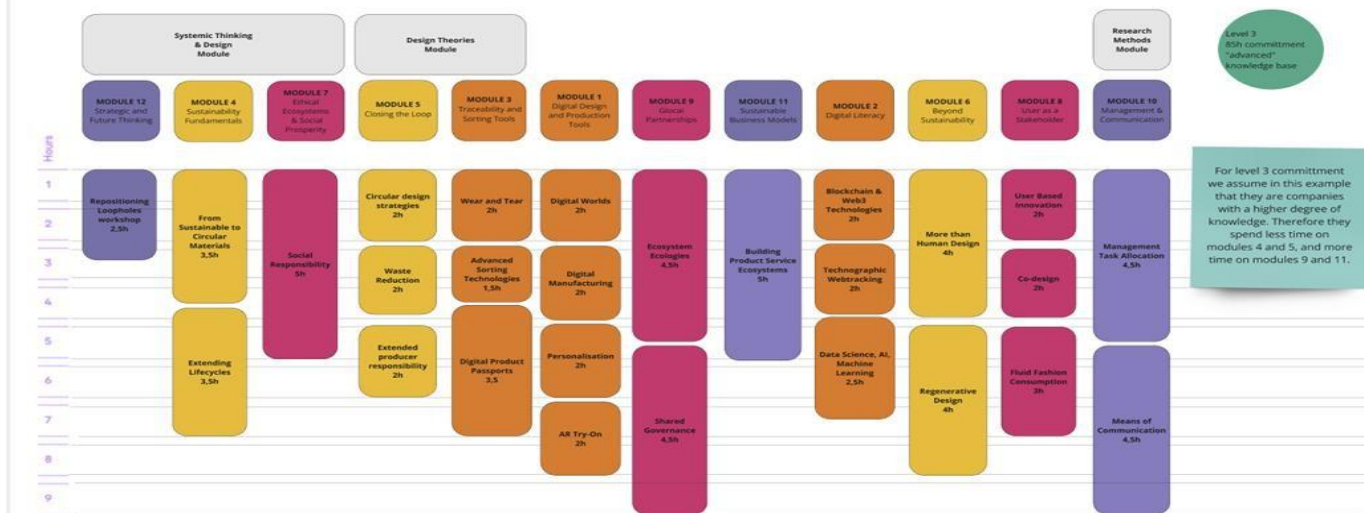 Systemic Thinking
& Design
Module
Design Theories
Module
Research
Methods
Module
Level 3
85h committment
"advanced"
knowledge base
MODULE 12
Strategic and
Future Thinking
MODULE 4
Sustainability
Fundamentals
MODULE 7
Ethical
Ecosystems
& Social
Prosperity
MODULE 5
Closing the Loop
MODULE 3
Traceability and
Sorting Tools
MODULE 1
Digital Design
and Production
Tools
MODULE 9
Glocal
Partnerships
MODULE 11
Sustainable
Business Models
MODULE 2
Digital Literacy
MODULE 6
Beyond
Sustainability
MODULE 8
User as a
Stakeholder
MODULE 10
Management &
Communication
Hours
1
2
3
4
5
6
7
8
9
Repositioning
Loopholes
workshop
2,5h
From
Sustainable to
Circular
Materials
3,5h
Extending
Lifecycles
3,5h
Social
Responsibility
5h
Circular design
strategies
2h
Waste
Reduction
2h
Extended
producer
responsibility
2h
Wear and Tear
2h
Advanced
Sorting
Technologies
1,5h
Digital Product
Passports
3,5
Digital Worlds
2h
Digital
Manufacturing
2h
Personalisation
2h
AR Try-On
2h
Ecosystem
Ecologies
4,5h
Shared
Governance
4,5h
Building
Product Service
Ecosystems
5h
Blockchain &
Web3
Technologies
2h
Technographic
Webtracking
2h
Data Science, AI,
Machine
Learning
2,5h
More than
Human Design
4h
Regenerative
Design
4h
User Based
Innovation
2h
Co-design
2h
Fluid Fashion
Consumption
3h
Management
Task Allocation
4,5h
Means of
Communication
4,5h
For level 3 committment
we assume in this example
that they are companies
with a higher degree of
knowledge. Therefore they
spend less time on
modules 4 and 5, and more
time on modules 9 and 11.